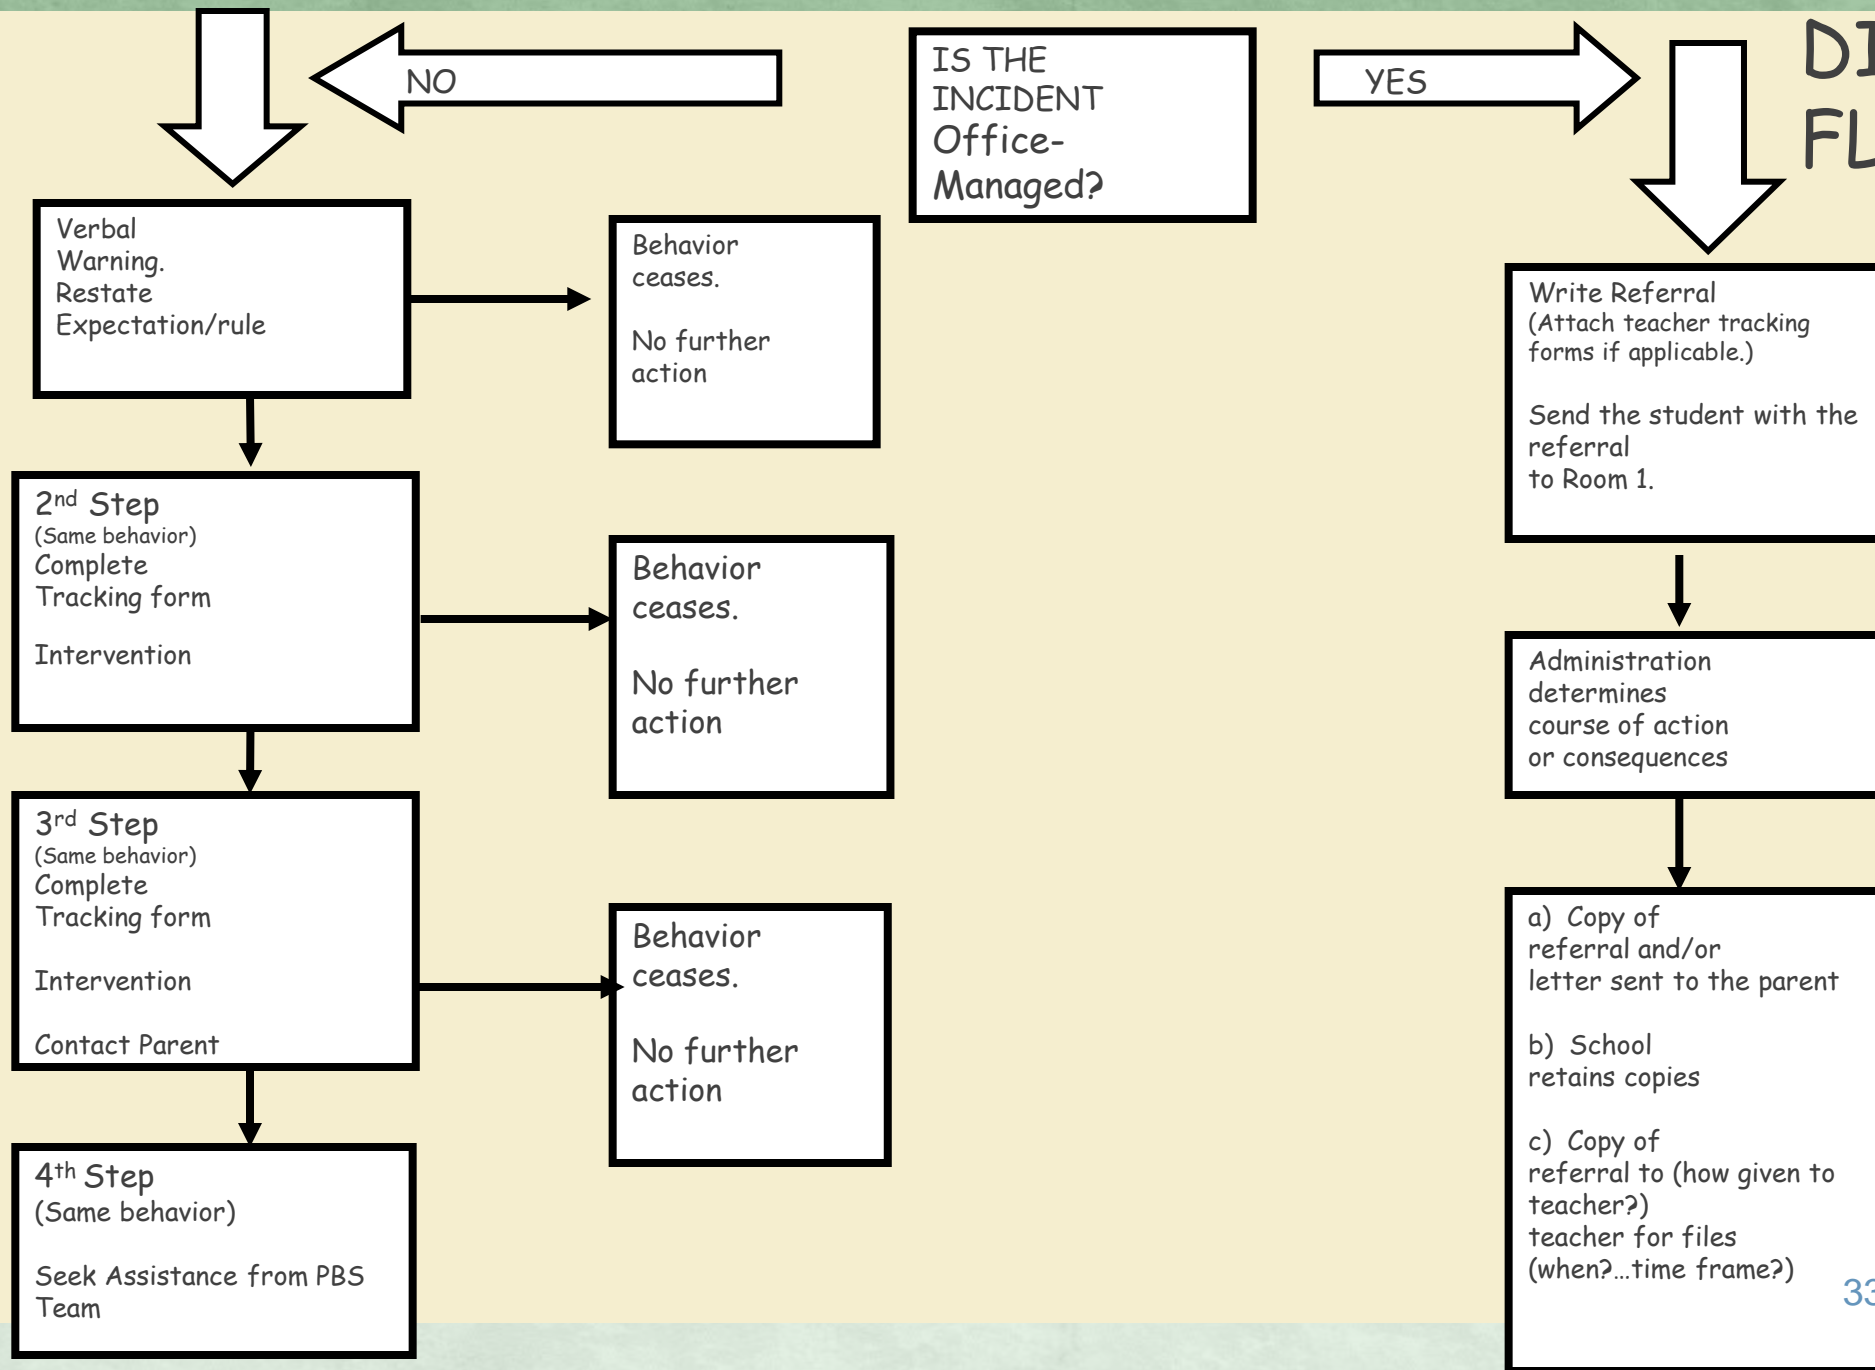 NO
IS THE
INCIDENT
Office-
Managed?
YES
DI
FL
Verbal
Warning.
Restate
Expectation/rule
Behavior
ceases.
No further
action
2nd Step
(Same behavior)
Complete
Tracking form
Intervention
Behavior
ceases.
No further
action
3rd Step
(Same behavior)
Complete
Tracking form
Intervention
Contact Parent
Behavior
ceases.
No further
action
4th Step
(Same behavior)
Seek Assistance from PBS
Team
Write Referral
(Attach teacher tracking
forms if applicable.)
Send the student with the
referral
to Room 1.
Administration
determines
course of action
or consequences
a) Copy of
referral and/or
letter sent to the parent
b) School
retains copies
c) Copy of
referral to (how given to
teacher?)
teacher for files
(when?...time frame?)
33